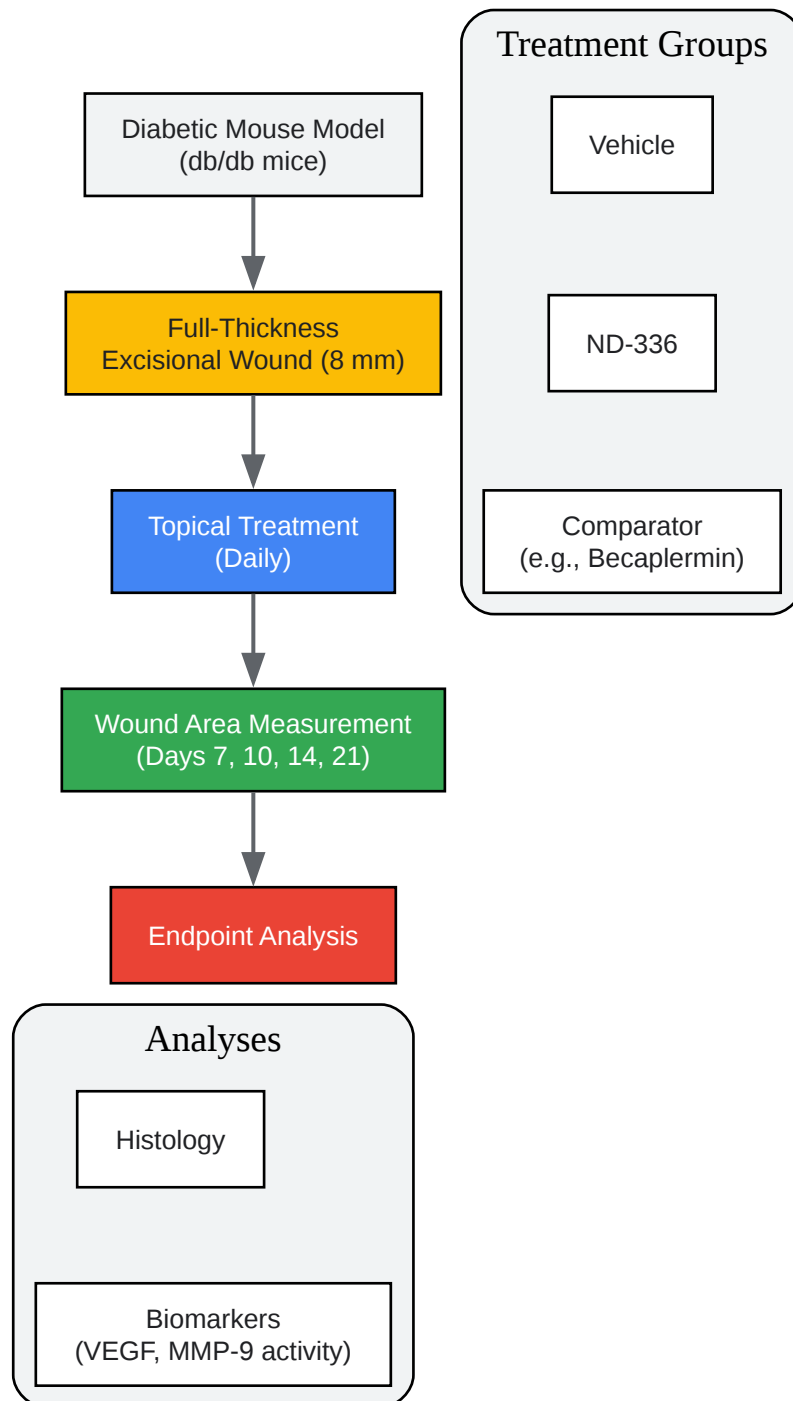 Treatment Groups
Diabetic Mouse Model
(db/db mice)
Vehicle
Full-Thickness
Excisional Wound (8 mm)
ND-336
Topical Treatment
(Daily)
Comparator
(e.g., Becaplermin)
Wound Area Measurement
(Days 7, 10, 14, 21)
Endpoint Analysis
Analyses
Histology
Biomarkers
(VEGF, MMP-9 activity)